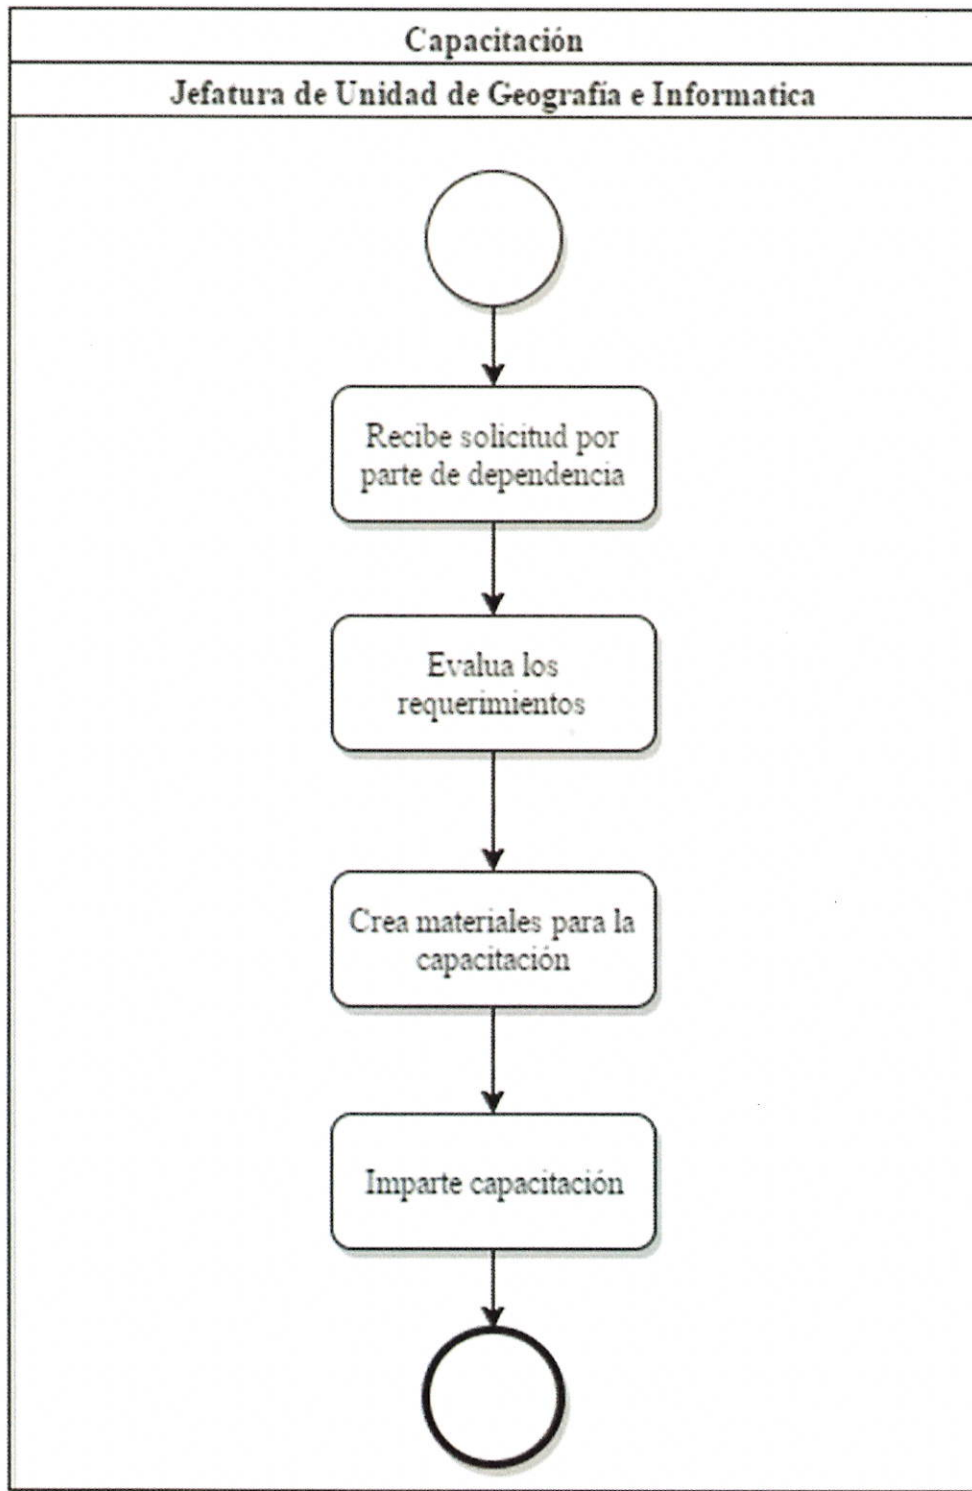 Capacitación
Jefatura de Unidad de Geografía e Informatica
Recibe solicitud por
parte de dependencia
Evalua los
requerimientos
Crea materiales para la
capacitación
Imparte capacitación